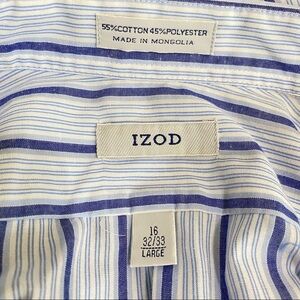 55%COTTON 45%POLYESTER
MADE IN MONGOLIA
IZOD
16
32/33
LARGE